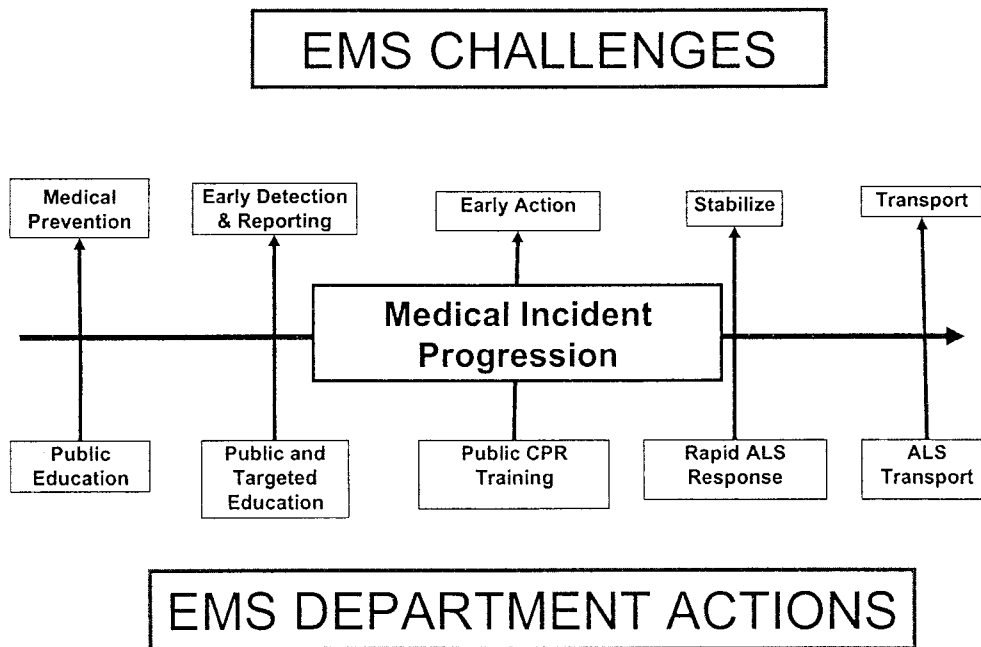 EMS CHALLENGES
Medical
Prevention
Early Detection
& Reporting
Early Action
Stabilize
Transport
Medical Incident
Progression
Public
Education
Public and
Targeted
Education
Public CPR
Training
Rapid ALS
Response
ALS
Transport
EMS DEPARTMENT ACTIONS